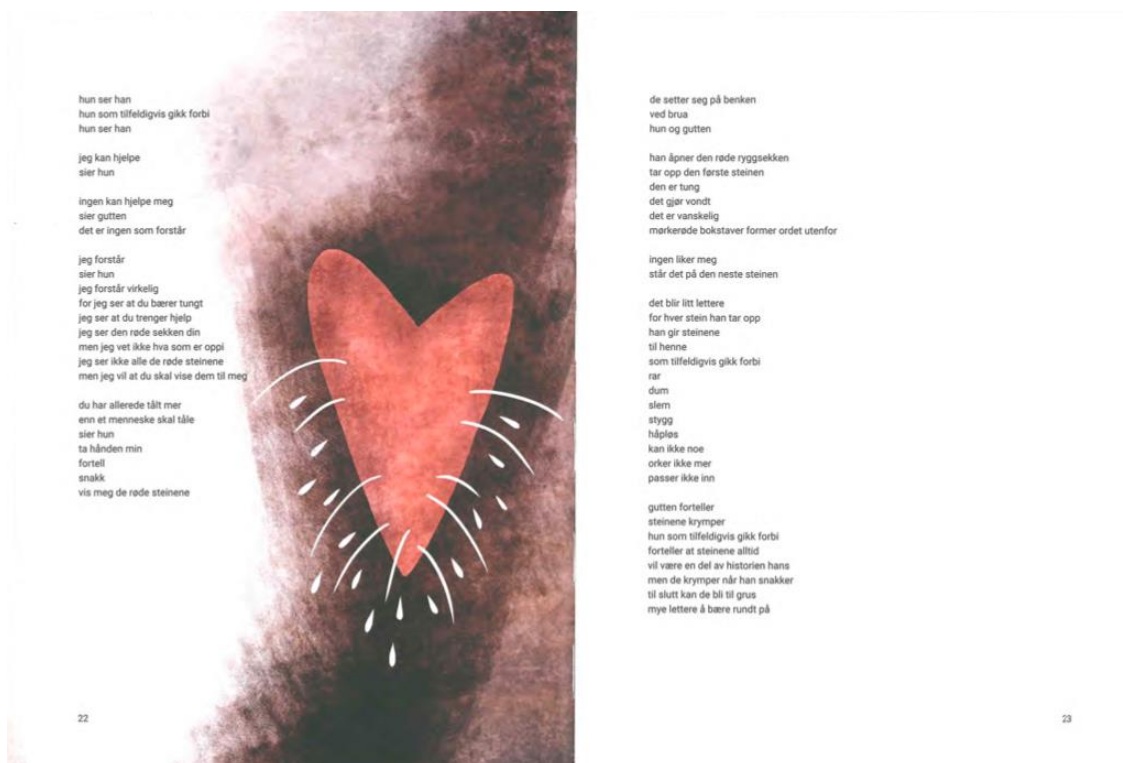 hun ser han
hun som tilfeldigvis gikk forbi
hun ser han
jeg kan hjelpe
sier hun
ingen kan hjelpe meg
sier gutten
det er ingen som forstår
jeg forstår
sier hun
jeg forstår virkelig
for jeg ser at du bærer tungt
jeg ser at du trenger hjelp
jeg ser den røde sekken din
men jeg vet ikke hva som er oppi
jeg ser ikke alle de røde steinene
men jeg vil at du skal vise dem til meg
du har allerede tålt mer
enn et menneske skal tåle
sier hun
ta hånden min
fortell
snakk
vis meg de røde steinene
22
de setter seg på benken
ved brua
hun og gutten
han åpner den røde ryggsekken
tar opp den første steinen
den er tung
det gjør vondt
det er vanskelig
mørkerøde bokstaver former ordet utenfor
ingen liker meg
står det på den neste steinen
det blir litt lettere
for hver stein han tar opp
han gir steinene
til henne
som tilfeldigvis gikk forbi
rar
dum
slem
stygg
håpløs
kan ikke noe
orker ikke mer
passer ikke inn
gutten forteller
steinene krymper
hun som tilfeldigvis gikk forbi
forteller at steinene alltid
vil være en del av historien hans
men de krymper når han snakker
til slutt kan de bli til grus
mye lettere å bære rundt på
23